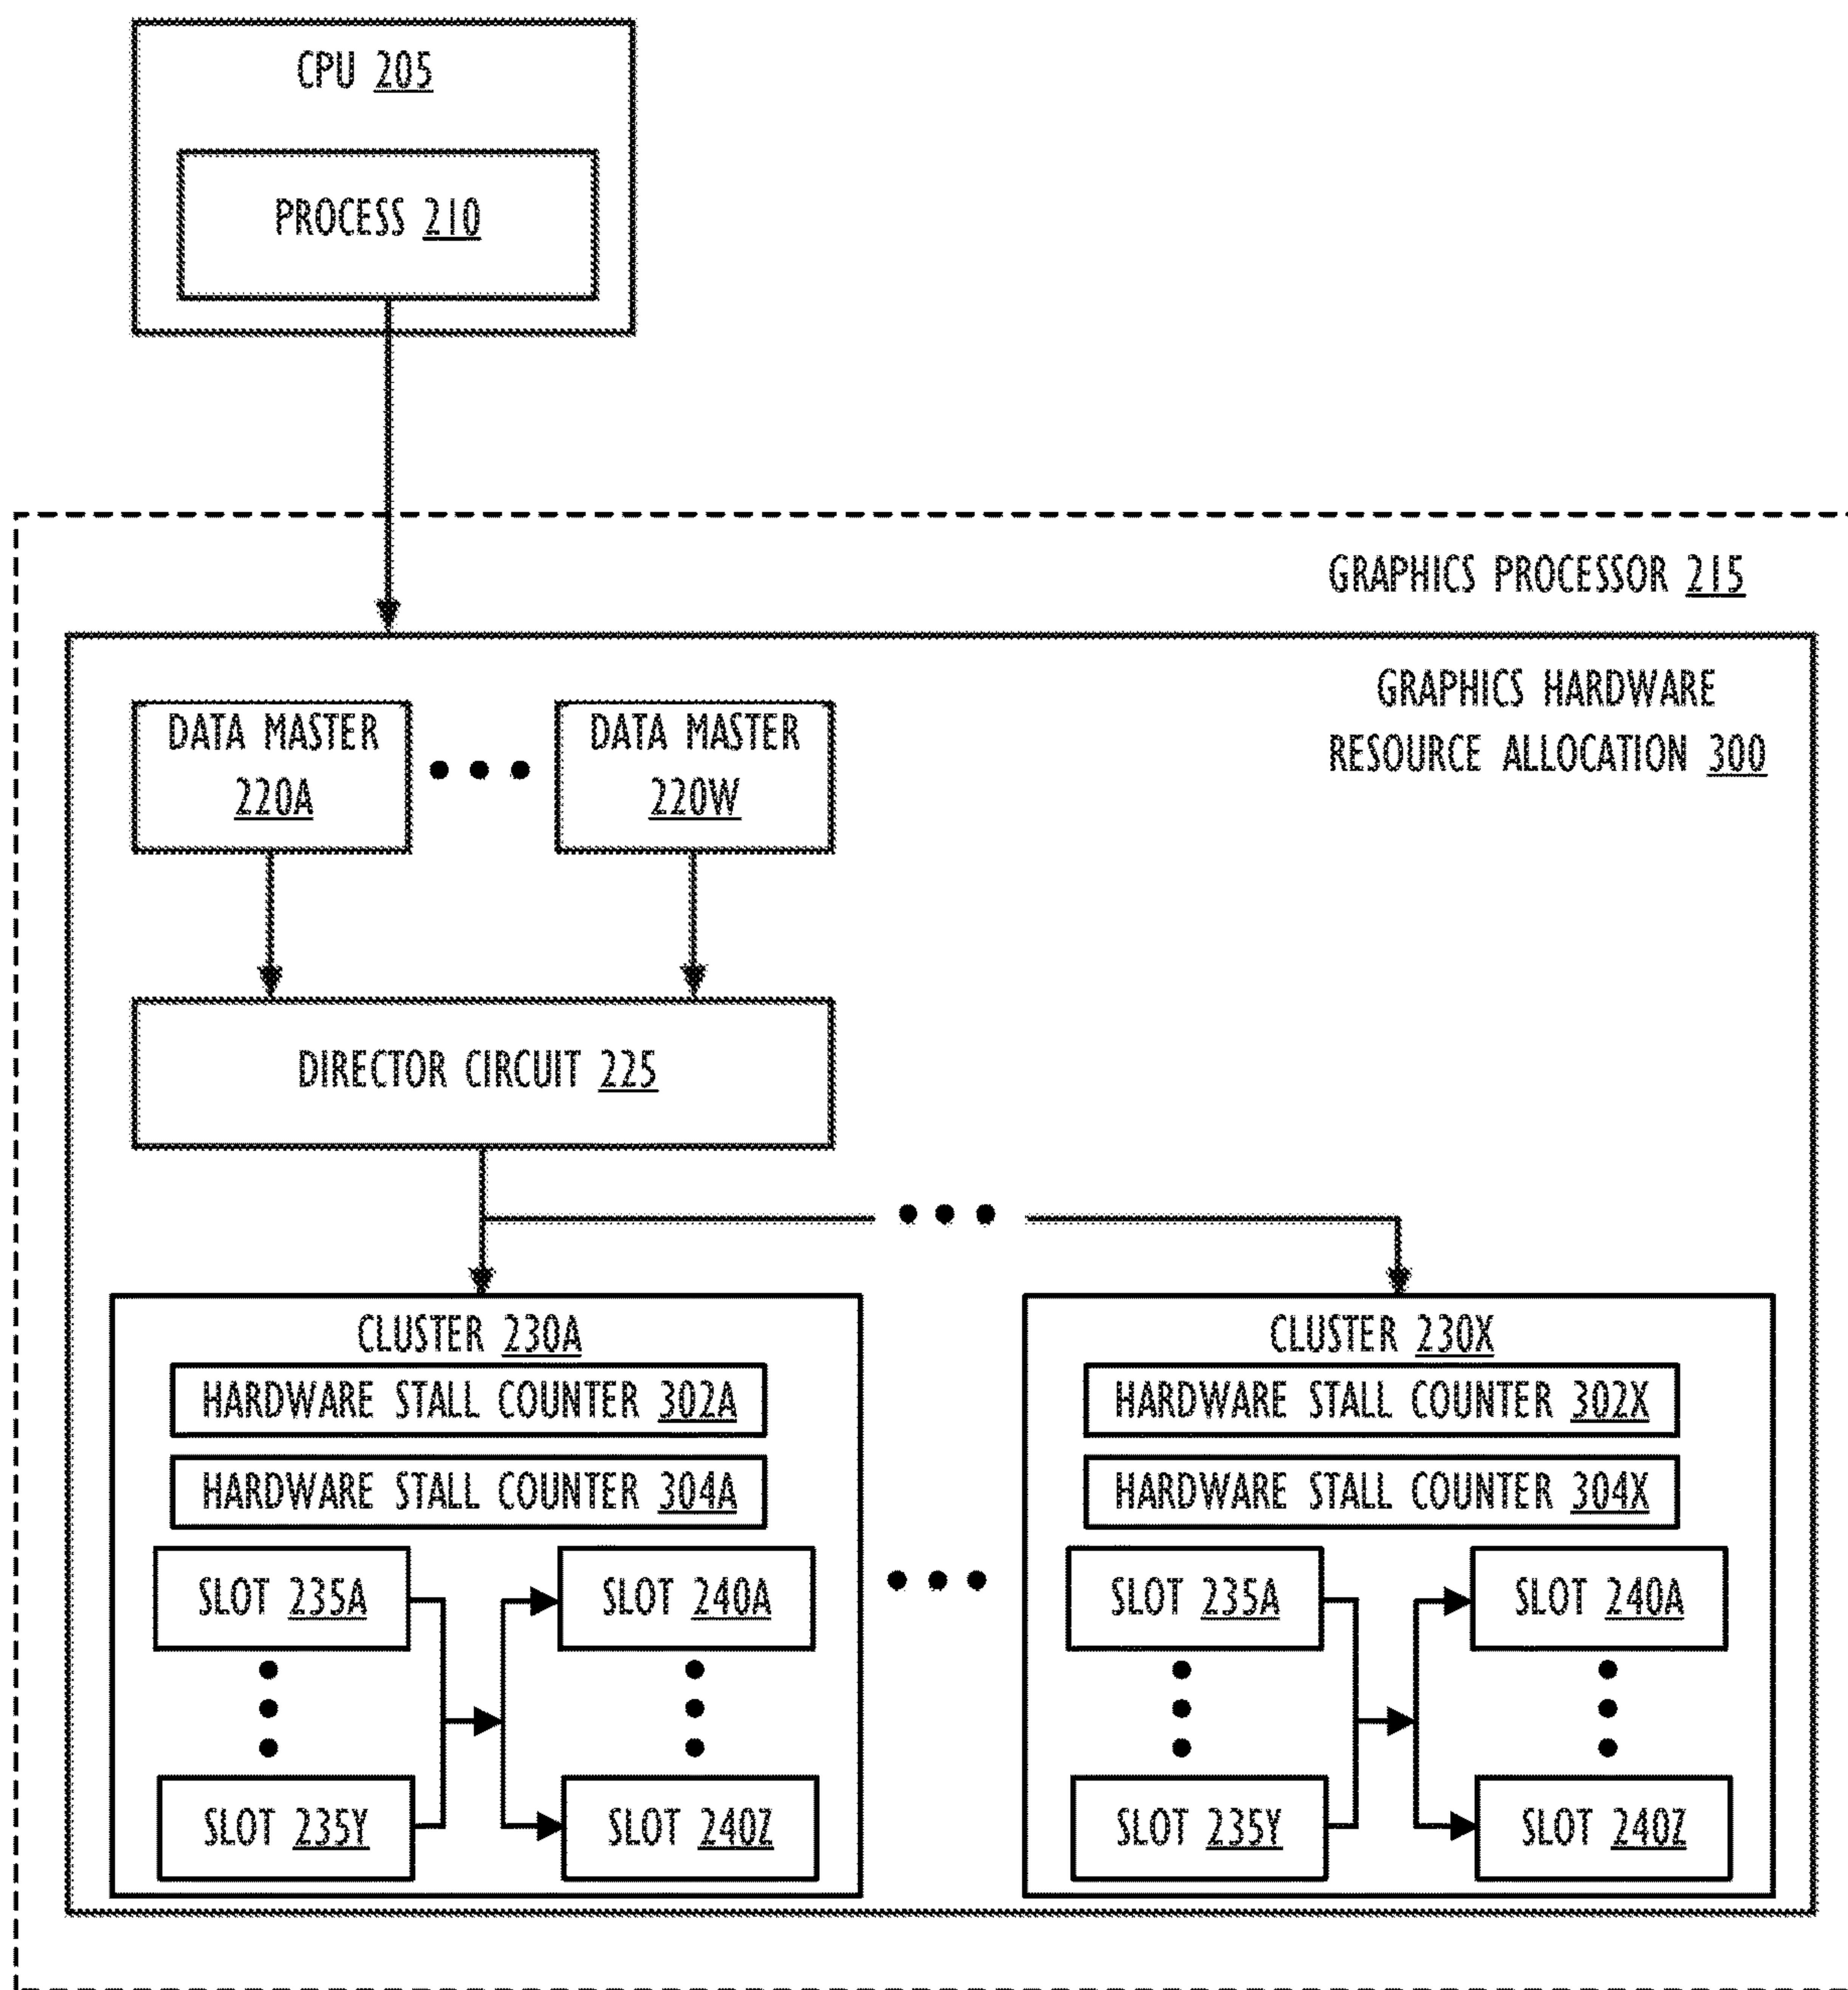 CPU 205
PROCESS 210
GRAPHICS PROCESSOR 215
GRAPHICS HARDWARE
RESOURCE ALLOCATION 300
DATA MASTER
220A
DATA MASTER
220W
DIRECTOR CIRCUIT 225
CLUSTER 230A
HARDWARE STALL COUNTER 302A
HARDWARE STALL COUNTER 304A
SLOT 235A
SLOT 240A
SLOT 235Y
SLOT 240Z
CLUSTER 230X
HARDWARE STALL COUNTER 302X
HARDWARE STALL COUNTER 304X
SLOT 235A
SLOT 240A
SLOT 235Y
SLOT 240Z